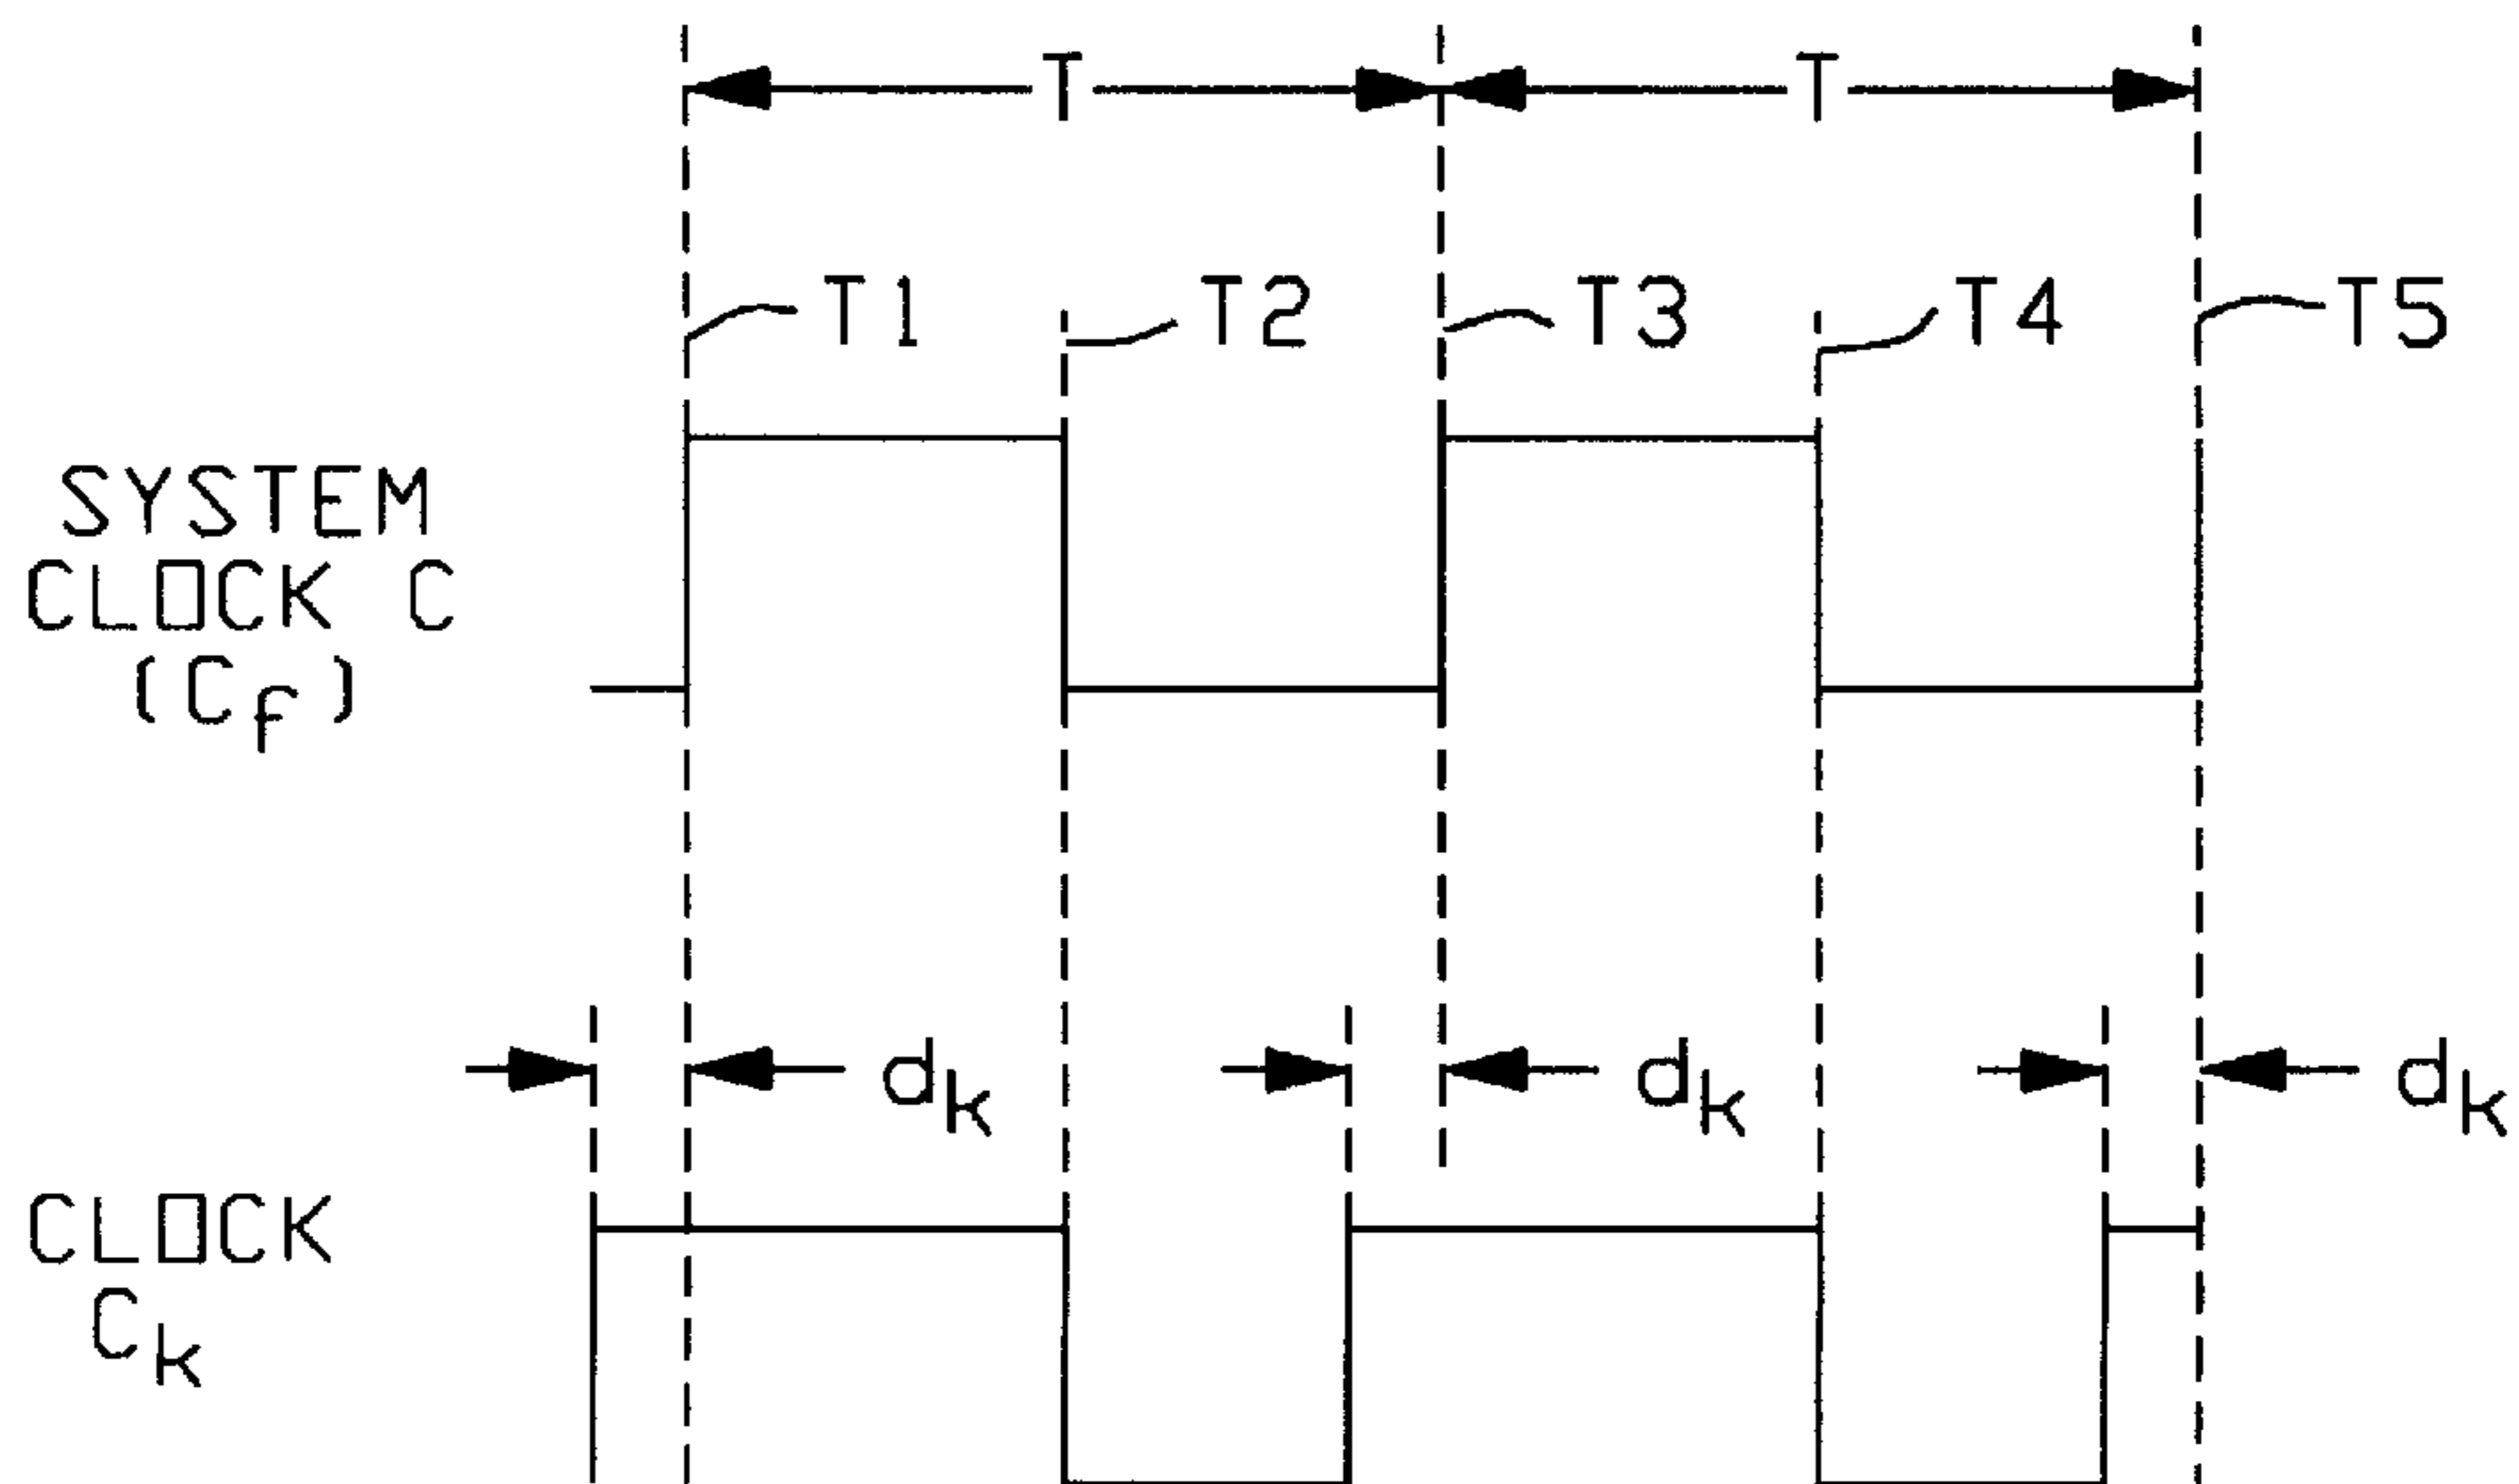 T T
T1 T2 T3 T4 T5
SYSTEM
CLOCK C
(Cf)
dk dk dk
CLOCK
Ck